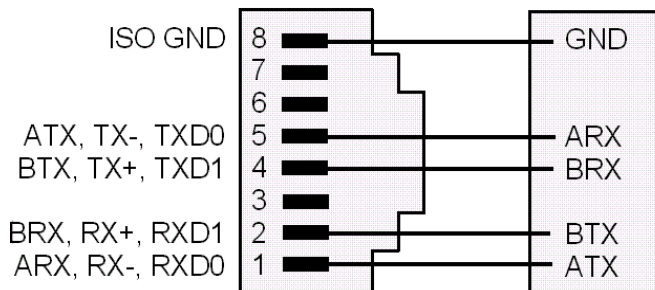 ISO GND 8 GND
7
6
ATX, TX-, TXD0 5 ARX
BTX, TX+, TXD1 4 BRX
3
BRX, RX+, RXD1 2 BTX
ARX, RX-, RXD0 1 ATX